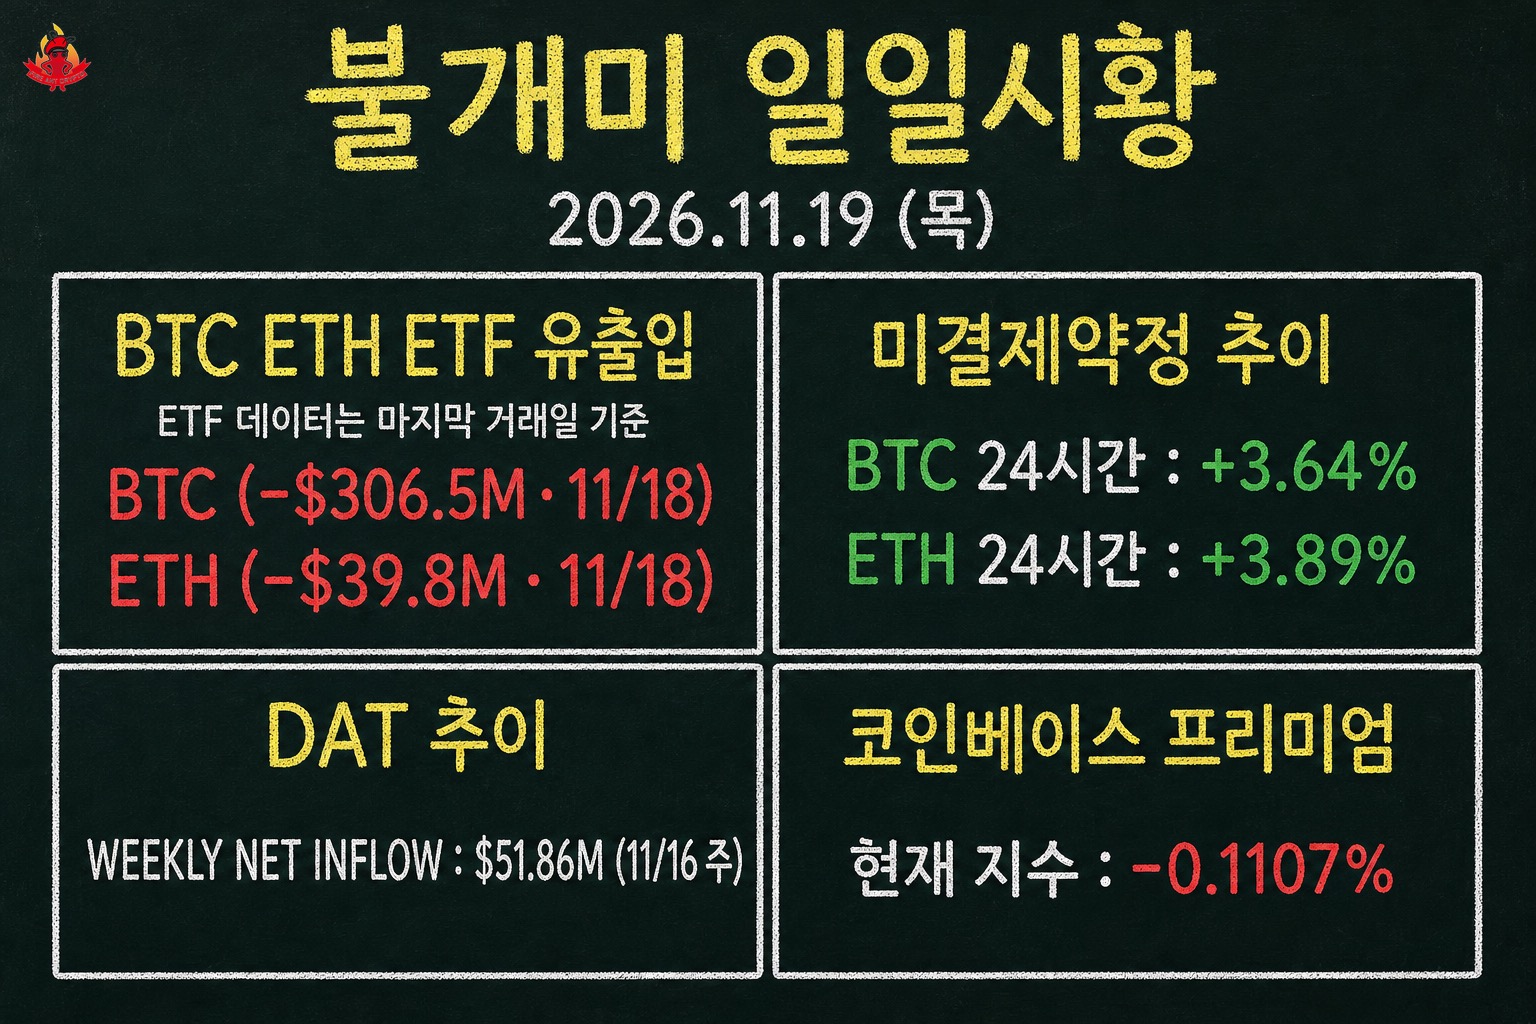 불개미 일일시황
2026.11.19 (목)
BTC ETH ETF 유출입
ETF 데이터는 마지막 거래일 기준
BTC (−$306.5M · 11/18)
ETH (−$39.8M · 11/18)
미결제약정 추이
BTC 24시간 : +3.64%
ETH 24시간 : +3.89%
DAT 추이
WEEKLY NET INFLOW : $51.86M (11/16 주)
코인베이스 프리미엄
현재 지수 : −0.1107%